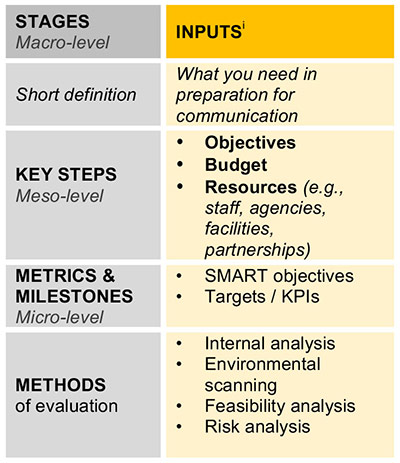 STAGES
Macro-level
INPUTSⁱ
Short definition
What you need in
preparation for
communication
KEY STEPS
Meso-level
• Objectives
• Budget
• Resources (e.g.,
staff, agencies,
facilities,
partnerships)
METRICS &
MILESTONES
Micro-level
• SMART objectives
• Targets / KPIs
METHODS
of evaluation
• Internal analysis
• Environmental
scanning
• Feasibility analysis
• Risk analysis